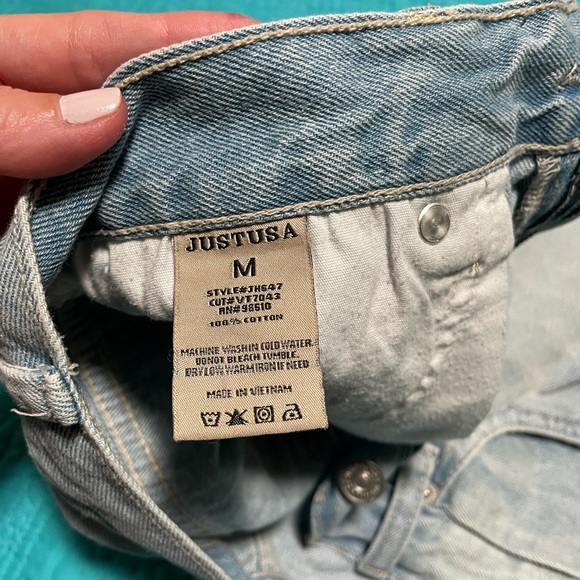 JUSTUSA
M
STYLE#JH647
CUT#VT7043
RN#98510
100% COTTON
MACHINE WASH IN COLD WATER.
DO NOT BLEACH TUMBLE.
DRY LOW WARM IRON IF NEED
MADE IN VIETNAM